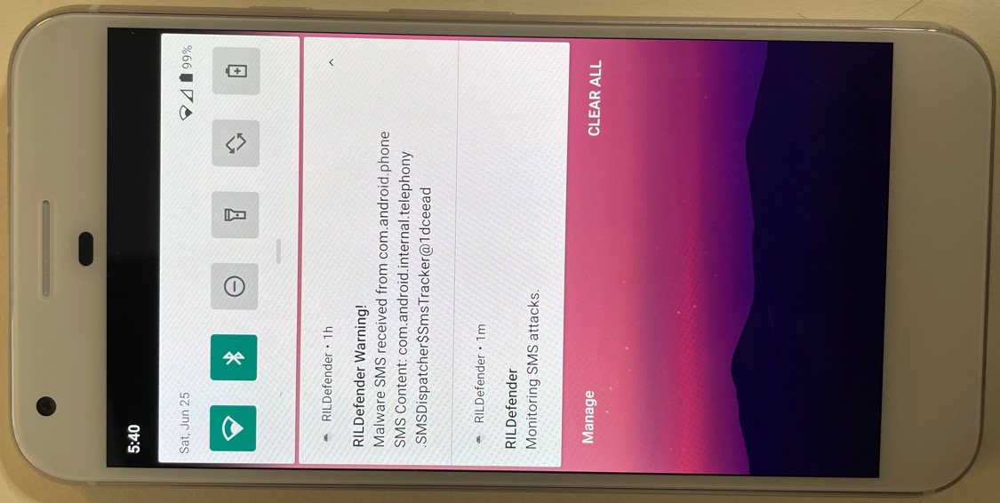 5:40
Sat, Jun 25
99%
RILDefender • 1h
RILDefender Warning!
Malware SMS received from com.android.phone
SMS Content: com.android.internal.telephony
.SMSDispatcher$SmsTracker@1dceead
RILDefender • 1m
RILDefender
Monitoring SMS attacks.
Manage
CLEAR ALL